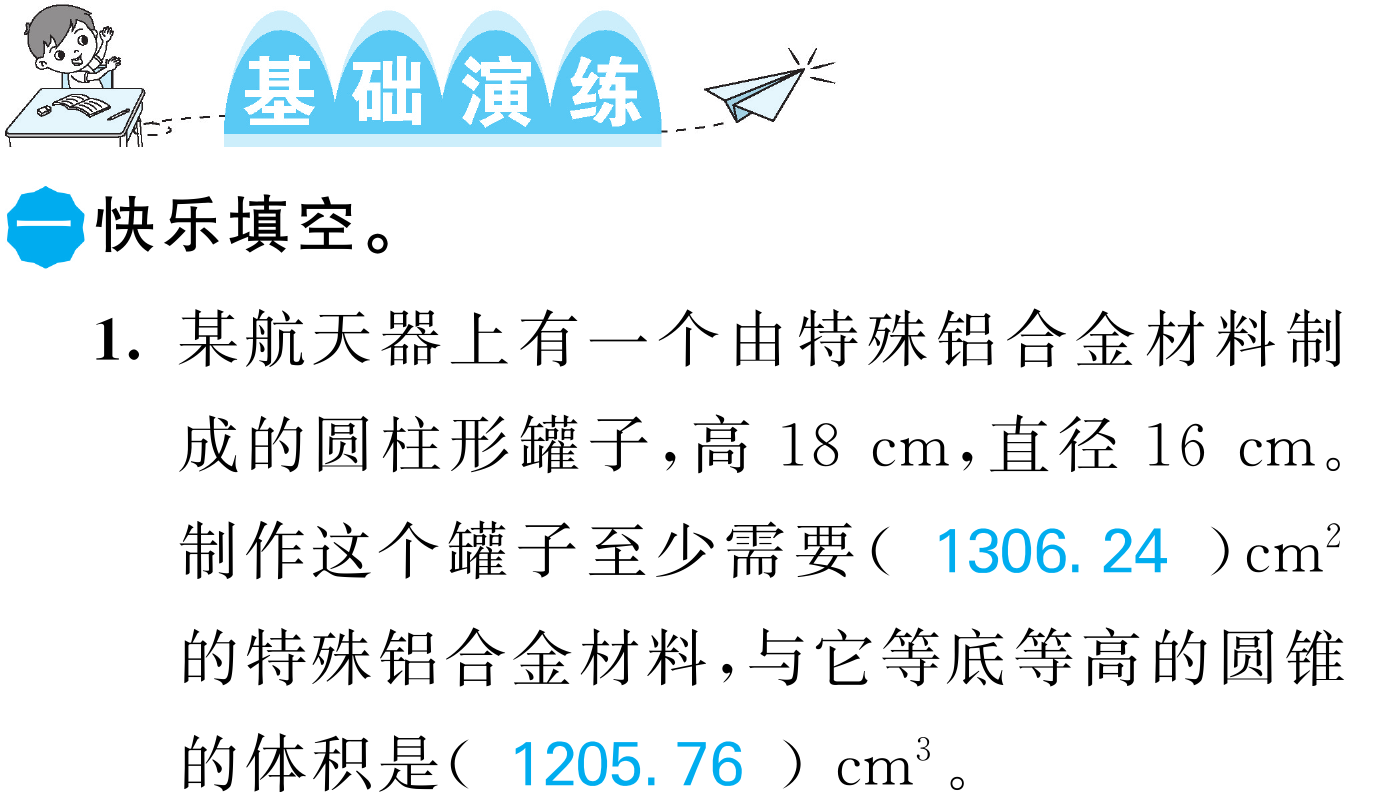 基础演练
一 快乐填空。
1. 某航天器上有一个由特殊铝合金材料制
成的圆柱形罐子,高 18 cm,直径 16 cm。
制作这个罐子至少需要( 1306.24 )cm²
的特殊铝合金材料,与它等底等高的圆锥
的体积是( 1205.76 ) cm³。